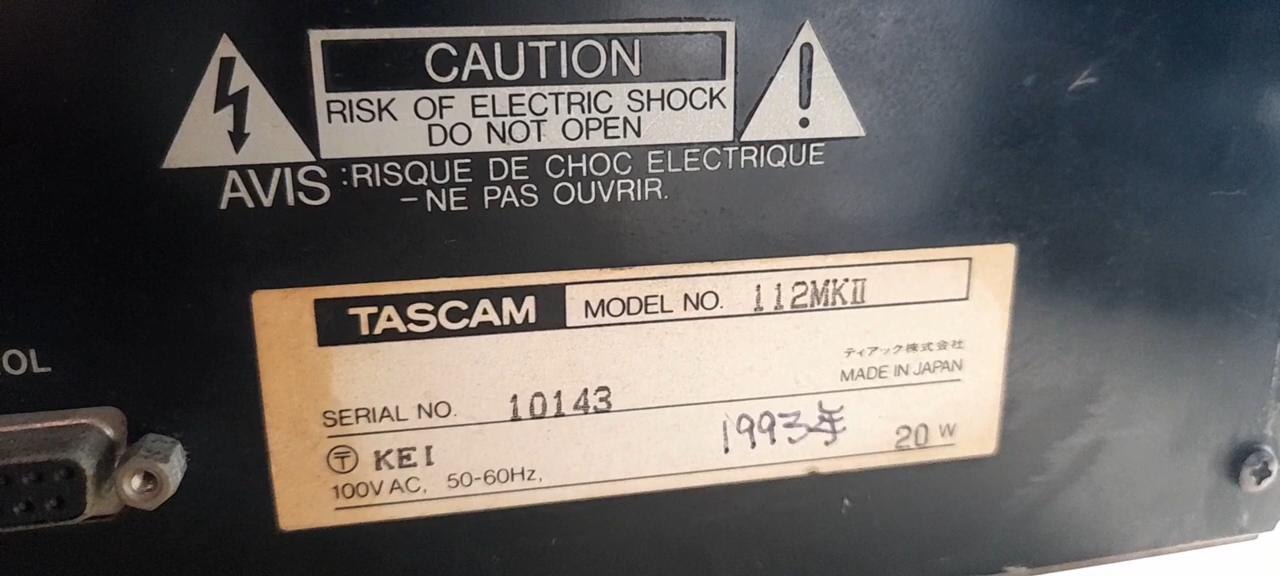 CAUTION
RISK OF ELECTRIC SHOCK
DO NOT OPEN
AVIS :RISQUE DE CHOC ELECTRIQUE
-NE PAS OUVRIR.
OL
TASCAM MODEL NO. 112MKⅡ
ティアック株式会社
MADE IN JAPAN
SERIAL NO. 10143
〒 KEI 1993年 20 W
100V AC, 50-60Hz,